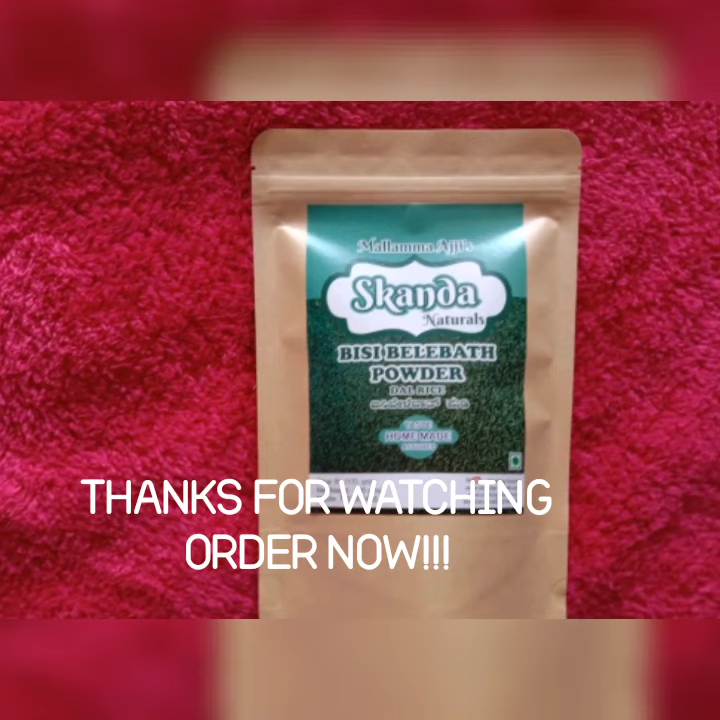 Mallamma Ajji's
Skanda
Naturals
BISI BELEBATH
POWDER
DAL RICE
ಬಿಸಿಬೇಳೆಬಾತ್ ಪುಡಿ
TASTE
HOME MADE
THANKS FOR WATCHING
ORDER NOW!!!